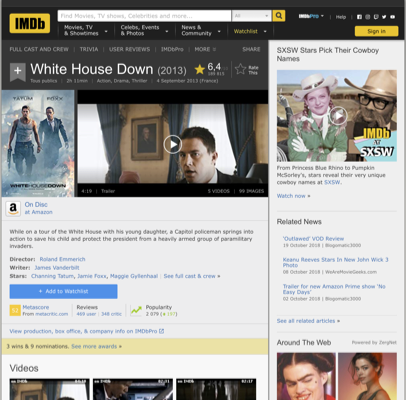 IMDb
Find Movies, TV shows, Celebrities and more...
All
IMDbPro
Help
Movies, TV & Showtimes
Celebs, Events & Photos
News & Community
Watchlist
Sign in
FULL CAST AND CREW | TRIVIA | USER REVIEWS | IMDbPro | MORE
SHARE
White House Down (2013)
6,4
Rate This
Tous publics | 2h 11min | Action, Drama, Thriller | 4 September 2013 (France)
TATUM FOXX
WHITE HOUSE DOWN
4:19 | Trailer
5 VIDEOS | 99 IMAGES
On Disc
at Amazon
While on a tour of the White House with his young daughter, a Capitol policeman springs into action to save his child and protect the president from a heavily armed group of paramilitary invaders.
Director: Roland Emmerich
Writer: James Vanderbilt
Stars: Channing Tatum, Jamie Foxx, Maggie Gyllenhaal | See full cast & crew »
+ Add to Watchlist
Metascore
From metacritic.com
Reviews
469 user | 348 critic
Popularity
2 079
View production, box office, & company info on IMDbPro
3 wins & 9 nominations. See more awards »
Videos
on IMDb
on IMDb
on IMDb
SXSW Stars Pick Their Cowboy Names
IMDb AT SXSW
From Princess Blue Rhino to Pumpkin McSorley's, stars reveal their very unique cowboy names at SXSW.
Watch now »
Related News
'Outlawed' VOD Review
19 October 2018 | Blogomatic3000
Keanu Reeves Stars In New John Wick 3 Photo
16 October 2018 | WeAreMovieGeeks.com
Trailer for new Amazon Prime show 'No Easy Days'
02 October 2018 | Blogomatic3000
See all related articles »
Around The Web
Powered by ZergNet